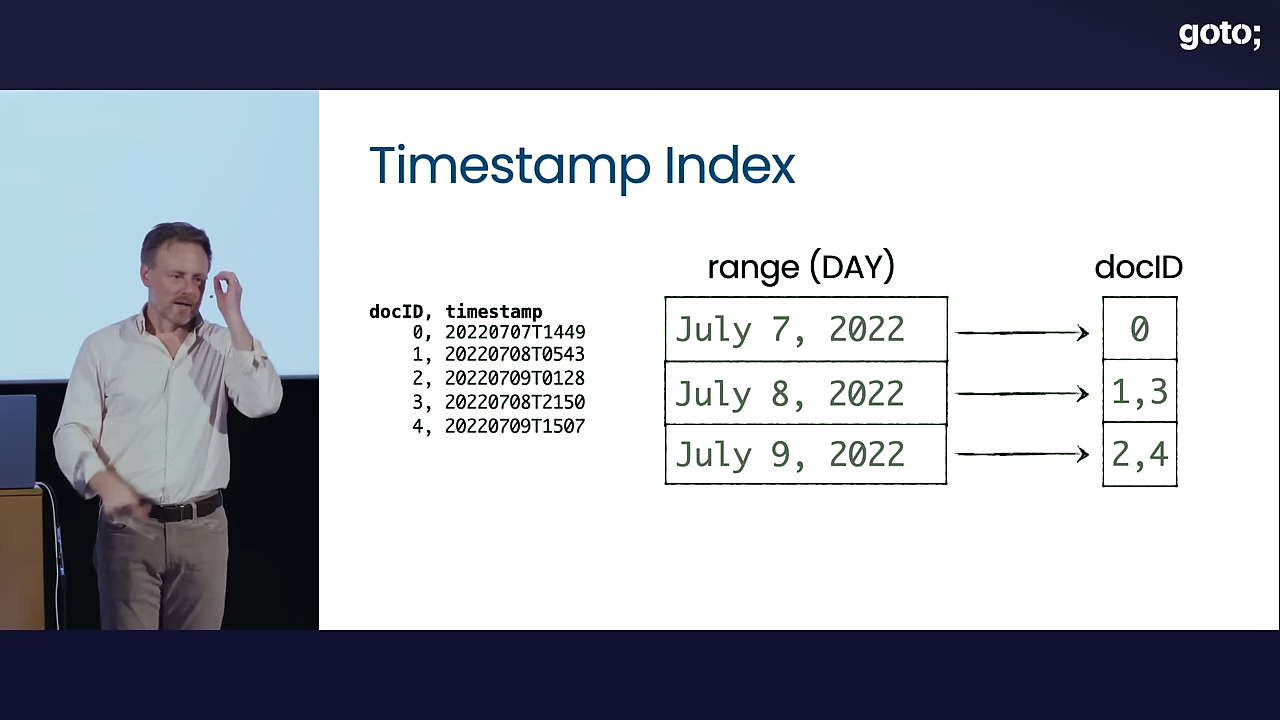 goto;
Timestamp Index
range (DAY)
docID
docID, timestamp
0, 20220707T1449
1, 20220708T0543
2, 20220709T0128
3, 20220708T2150
4, 20220709T1507
July 7, 2022
0
July 8, 2022
1,3
July 9, 2022
2,4